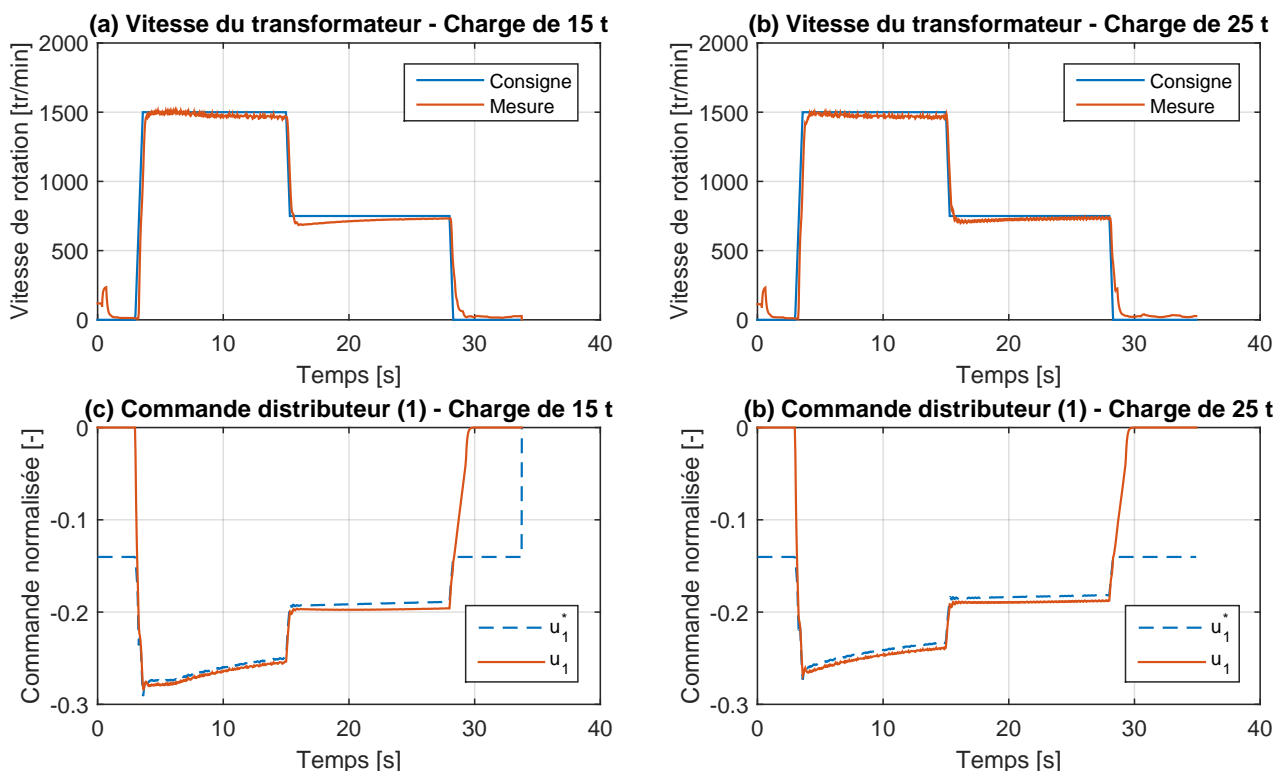 (a) Vitesse du transformateur - Charge de 15 t
2000
1500
1000
500
0
Vitesse de rotation [tr/min]
Consigne
Mesure
0 10 20 30 40
Temps [s]
(b) Vitesse du transformateur - Charge de 25 t
2000
1500
1000
500
0
Vitesse de rotation [tr/min]
Consigne
Mesure
0 10 20 30 40
Temps [s]
(c) Commande distributeur (1) - Charge de 15 t
0
-0.1
-0.2
-0.3
Commande normalisée [-]
u₁*
u₁
0 10 20 30 40
Temps [s]
(b) Commande distributeur (1) - Charge de 25 t
0
-0.1
-0.2
-0.3
Commande normalisée [-]
u₁*
u₁
0 10 20 30 40
Temps [s]